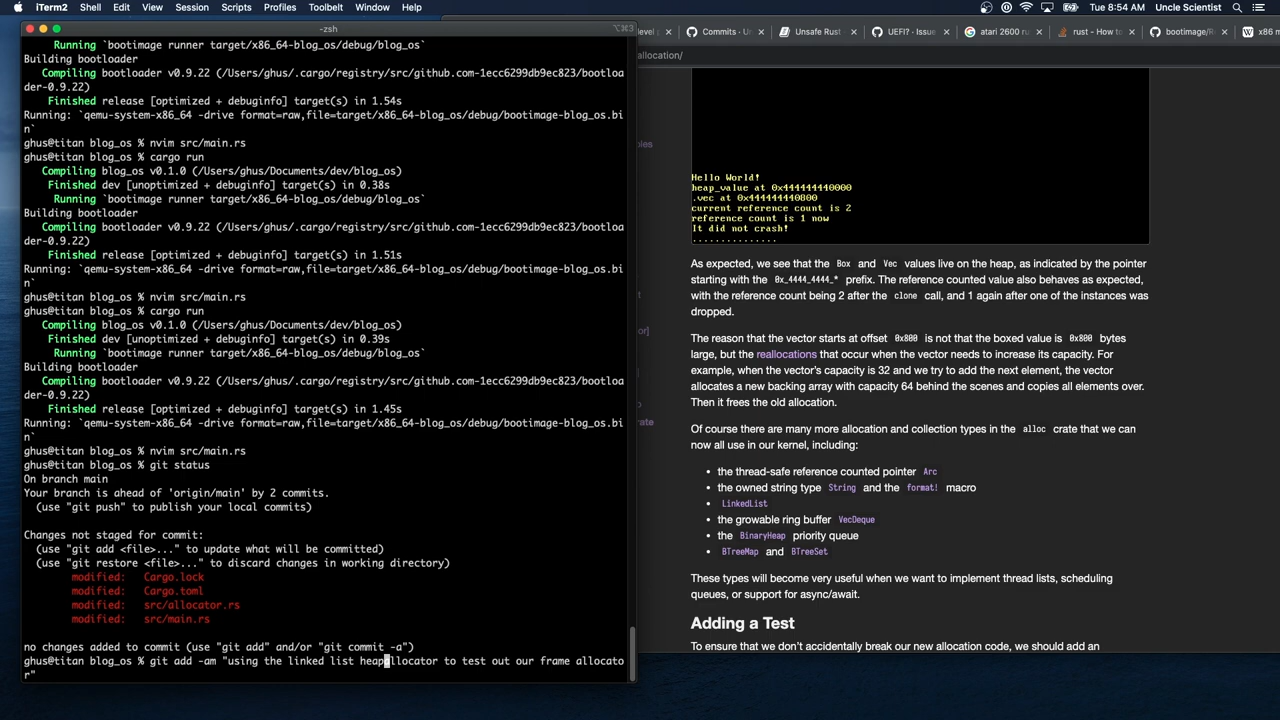 iTerm2 Shell Edit View Session Scripts Profiles Toolbelt Window Help
Tue 8:54 AM Uncle Scientist
-zsh
⌥⌘3
Commits
Unsafe Rust
UEFI? · Issue
atari 2600
rust - How to
bootimage/
x86 m
allocation/
Running `bootimage runner target/x86_64-blog_os/debug/blog_os`
Building bootloader
Compiling bootloader v0.9.22 (/Users/ghus/.cargo/registry/src/github.com-1ecc6299db9ec823/bootloa
der-0.9.22)
Finished release [optimized + debuginfo] target(s) in 1.54s
Running: `qemu-system-x86_64 -drive format=raw,file=target/x86_64-blog_os/debug/bootimage-blog_os.bi
n`
ghus@titan blog_os % nvim src/main.rs
ghus@titan blog_os % cargo run
Compiling blog_os v0.1.0 (/Users/ghus/Documents/dev/blog_os)
Finished dev [unoptimized + debuginfo] target(s) in 0.38s
Running `bootimage runner target/x86_64-blog_os/debug/blog_os`
Building bootloader
Compiling bootloader v0.9.22 (/Users/ghus/.cargo/registry/src/github.com-1ecc6299db9ec823/bootloa
der-0.9.22)
Finished release [optimized + debuginfo] target(s) in 1.51s
Running: `qemu-system-x86_64 -drive format=raw,file=target/x86_64-blog_os/debug/bootimage-blog_os.bi
n`
ghus@titan blog_os % nvim src/main.rs
ghus@titan blog_os % cargo run
Compiling blog_os v0.1.0 (/Users/ghus/Documents/dev/blog_os)
Finished dev [unoptimized + debuginfo] target(s) in 0.39s
Running `bootimage runner target/x86_64-blog_os/debug/blog_os`
Building bootloader
Compiling bootloader v0.9.22 (/Users/ghus/.cargo/registry/src/github.com-1ecc6299db9ec823/bootloa
der-0.9.22)
Finished release [optimized + debuginfo] target(s) in 1.45s
Running: `qemu-system-x86_64 -drive format=raw,file=target/x86_64-blog_os/debug/bootimage-blog_os.bi
n`
ghus@titan blog_os % nvim src/main.rs
ghus@titan blog_os % git status
On branch main
Your branch is ahead of 'origin/main' by 2 commits.
(use "git push" to publish your local commits)
Changes not staged for commit:
(use "git add <file>..." to update what will be committed)
(use "git restore <file>..." to discard changes in working directory)
modified: Cargo.lock
modified: Cargo.toml
modified: src/allocator.rs
modified: src/main.rs
no changes added to commit (use "git add" and/or "git commit -a")
ghus@titan blog_os % git add -am "using the linked list heap llocator to test out our frame allocato
r"
Hello World!
heap_value at 0x444444440000
.vec at 0x444444440800
current reference count is 2
reference count is 1 now
It did not crash!
...............
As expected, we see that the Box and Vec values live on the heap, as indicated by the pointer
starting with the 0x_4444_4444_* prefix. The reference counted value also behaves as expected,
with the reference count being 2 after the clone call, and 1 again after one of the instances was
dropped.
The reason that the vector starts at offset 0x800 is not that the boxed value is 0x800 bytes
large, but the reallocations that occur when the vector needs to increase its capacity. For
example, when the vector's capacity is 32 and we try to add the next element, the vector
allocates a new backing array with capacity 64 behind the scenes and copies all elements over.
Then it frees the old allocation.
Of course there are many more allocation and collection types in the alloc crate that we can
now all use in our kernel, including:
• the thread-safe reference counted pointer Arc
• the owned string type String and the format! macro
• LinkedList
• the growable ring buffer VecDeque
• the BinaryHeap priority queue
• BTreeMap and BTreeSet
These types will become very useful when we want to implement thread lists, scheduling
queues, or support for async/await.
Adding a Test
To ensure that we don't accidentally break our new allocation code, we should add an